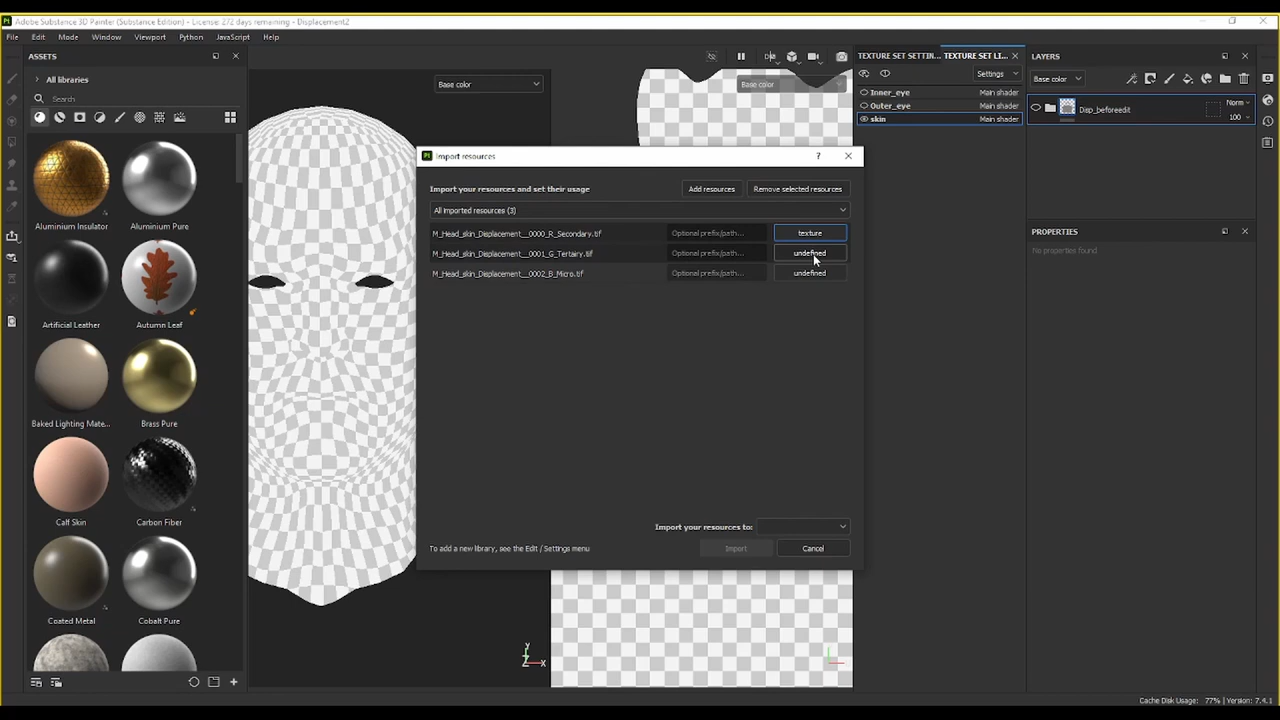 Adobe Substance 3D Painter (Substance Edition) - License: 272 days remaining - Displacement2
File Edit Mode Window Viewport Python JavaScript Help
ASSETS
All libraries
Search
Aluminium Insulator
Aluminium Pure
Artificial Leather
Autumn Leaf
Baked Lighting Mate...
Brass Pure
Calf Skin
Carbon Fiber
Coated Metal
Cobalt Pure
Base color
Base color
Pt Import resources ?
Import your resources and set their usage
Add resources
Remove selected resources
All imported resources (3)
M_Head_skin_Displacement__0000_R_Secondary.tif Optional prefix/path... texture
M_Head_skin_Displacement__0001_G_Tertairy.tif Optional prefix/path... undefined
M_Head_skin_Displacement__0002_B_Micro.tif Optional prefix/path... undefined
Import your resources to:
To add a new library, see the Edit / Settings menu
Import
Cancel
Y
Z X
TEXTURE SET SETTIN...
TEXTURE SET LI...
Settings
Inner_eye Main shader
Outer_eye Main shader
skin Main shader
LAYERS
Base color
Disp_beforeedit
Norm
100
PROPERTIES
No properties found
Cache Disk Usage: 77% | Version: 7.4.1